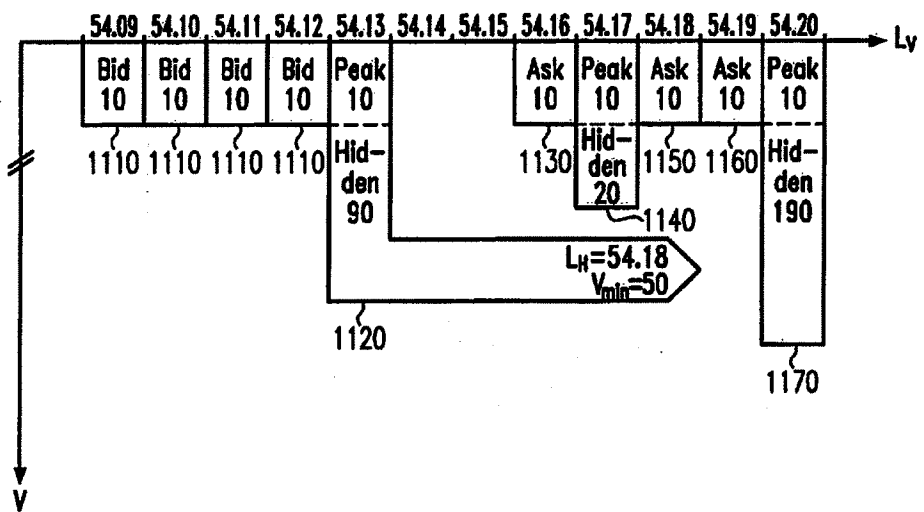 54.09 54.10 54.11 54.12 54.13 54.14 54.15 54.16 54.17 54.18 54.19 54.20
Lv
Bid Bid Bid Bid Peak Ask Peak Ask Ask Peak
10 10 10 10 10 10 10 10 10 10
1110 1110 1110 1110 Hid- 1130 Hid- 1150 1160 Hid-
den den den
90 20 190
1140
LH=54.18
Vmin=50
1120
1170
V